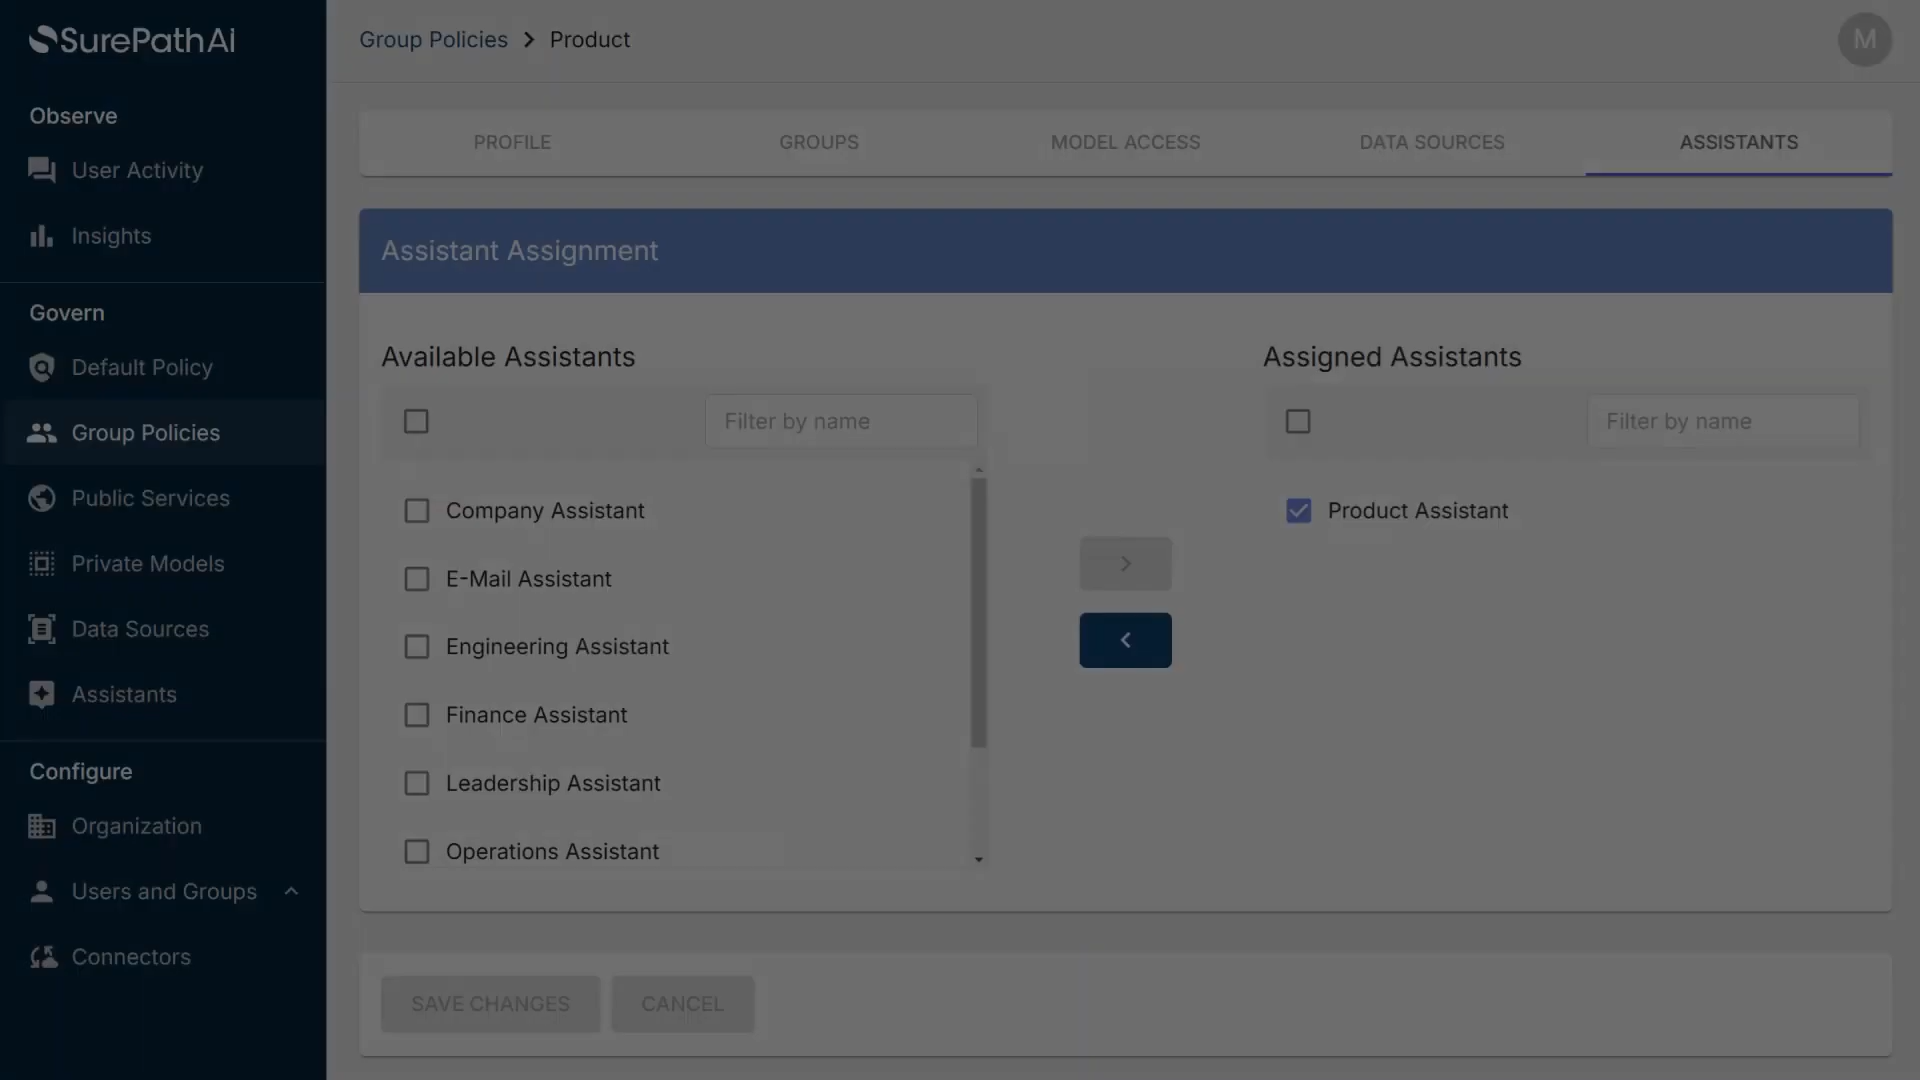 SurePathAi
Observe
User Activity
Insights
Govern
Default Policy
Group Policies
Public Services
Private Models
Data Sources
Assistants
Configure
Organization
Users and Groups
Connectors
Group Policies > Product
M
PROFILE
GROUPS
MODEL ACCESS
DATA SOURCES
ASSISTANTS
Assistant Assignment
Available Assistants
Filter by name
Company Assistant
E-Mail Assistant
Engineering Assistant
Finance Assistant
Leadership Assistant
Operations Assistant
Assigned Assistants
Filter by name
Product Assistant
SAVE CHANGES
CANCEL